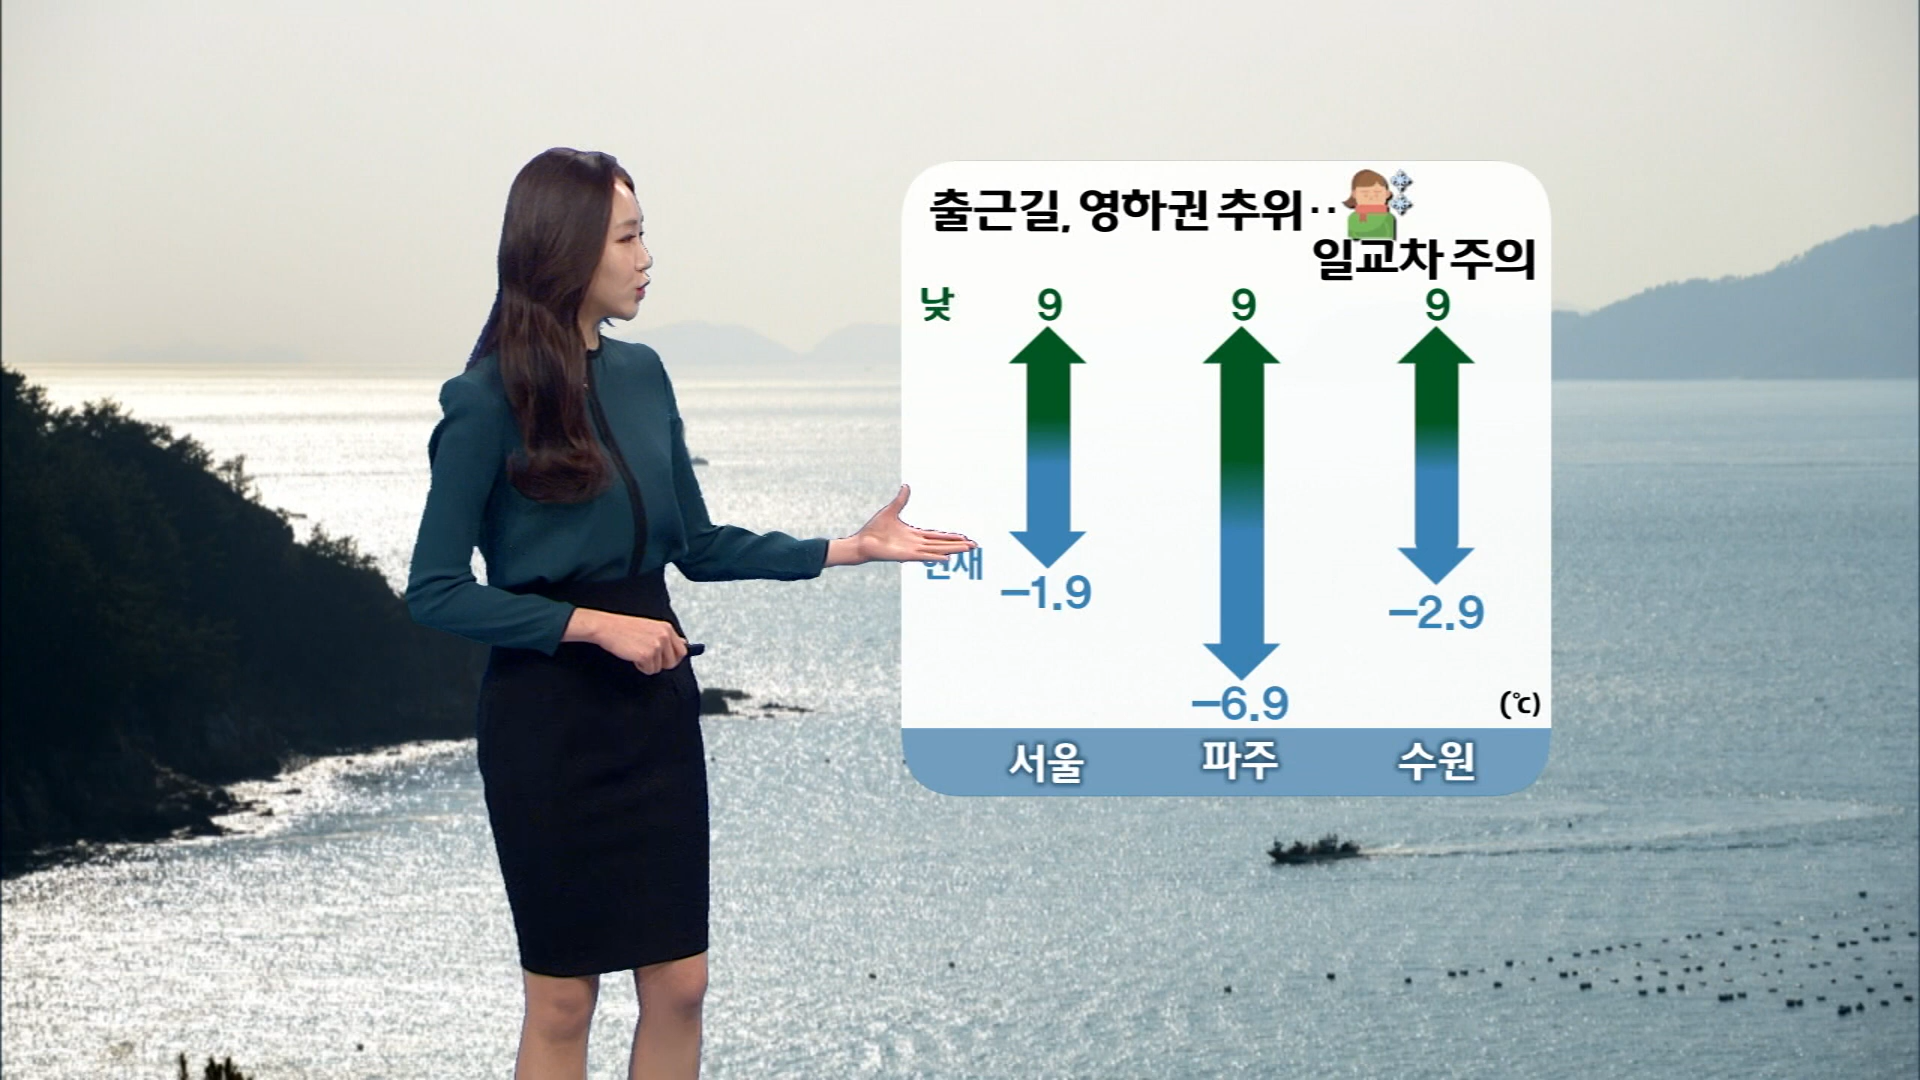 출근길, 영하권 추위··
일교차 주의
낮 9 9 9
현재 -1.9 -6.9 -2.9
(℃)
서울 파주 수원